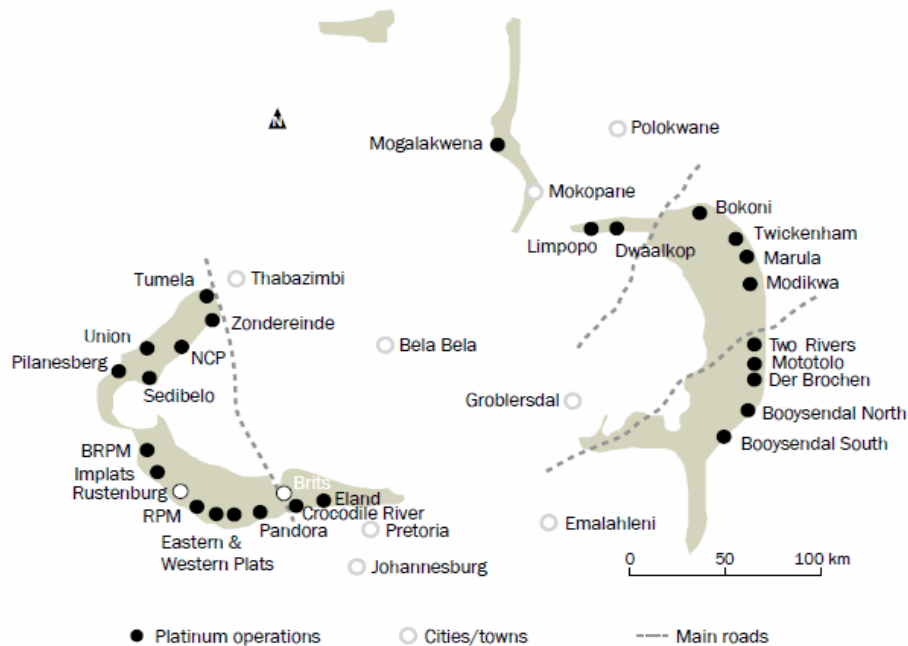 N
Polokwane
Mogalakwena
Mokopane
Bokoni
Limpopo
Dwaalkop
Twickenham
Marula
Modikwa
Tumela
Thabazimbi
Zondereinde
Union
NCP
Pilanesberg
Sedibelo
Bela Bela
Two Rivers
Mototolo
Der Brochen
Groblersdal
Booysendal North
Booysendal South
BRPM
Implats
Rustenburg
Brits
Eland
Crocodile River
RPM
Pandora
Pretoria
Emalahleni
Eastern &
Western Plats
Johannesburg
0 50 100 km
Platinum operations
Cities/towns
Main roads